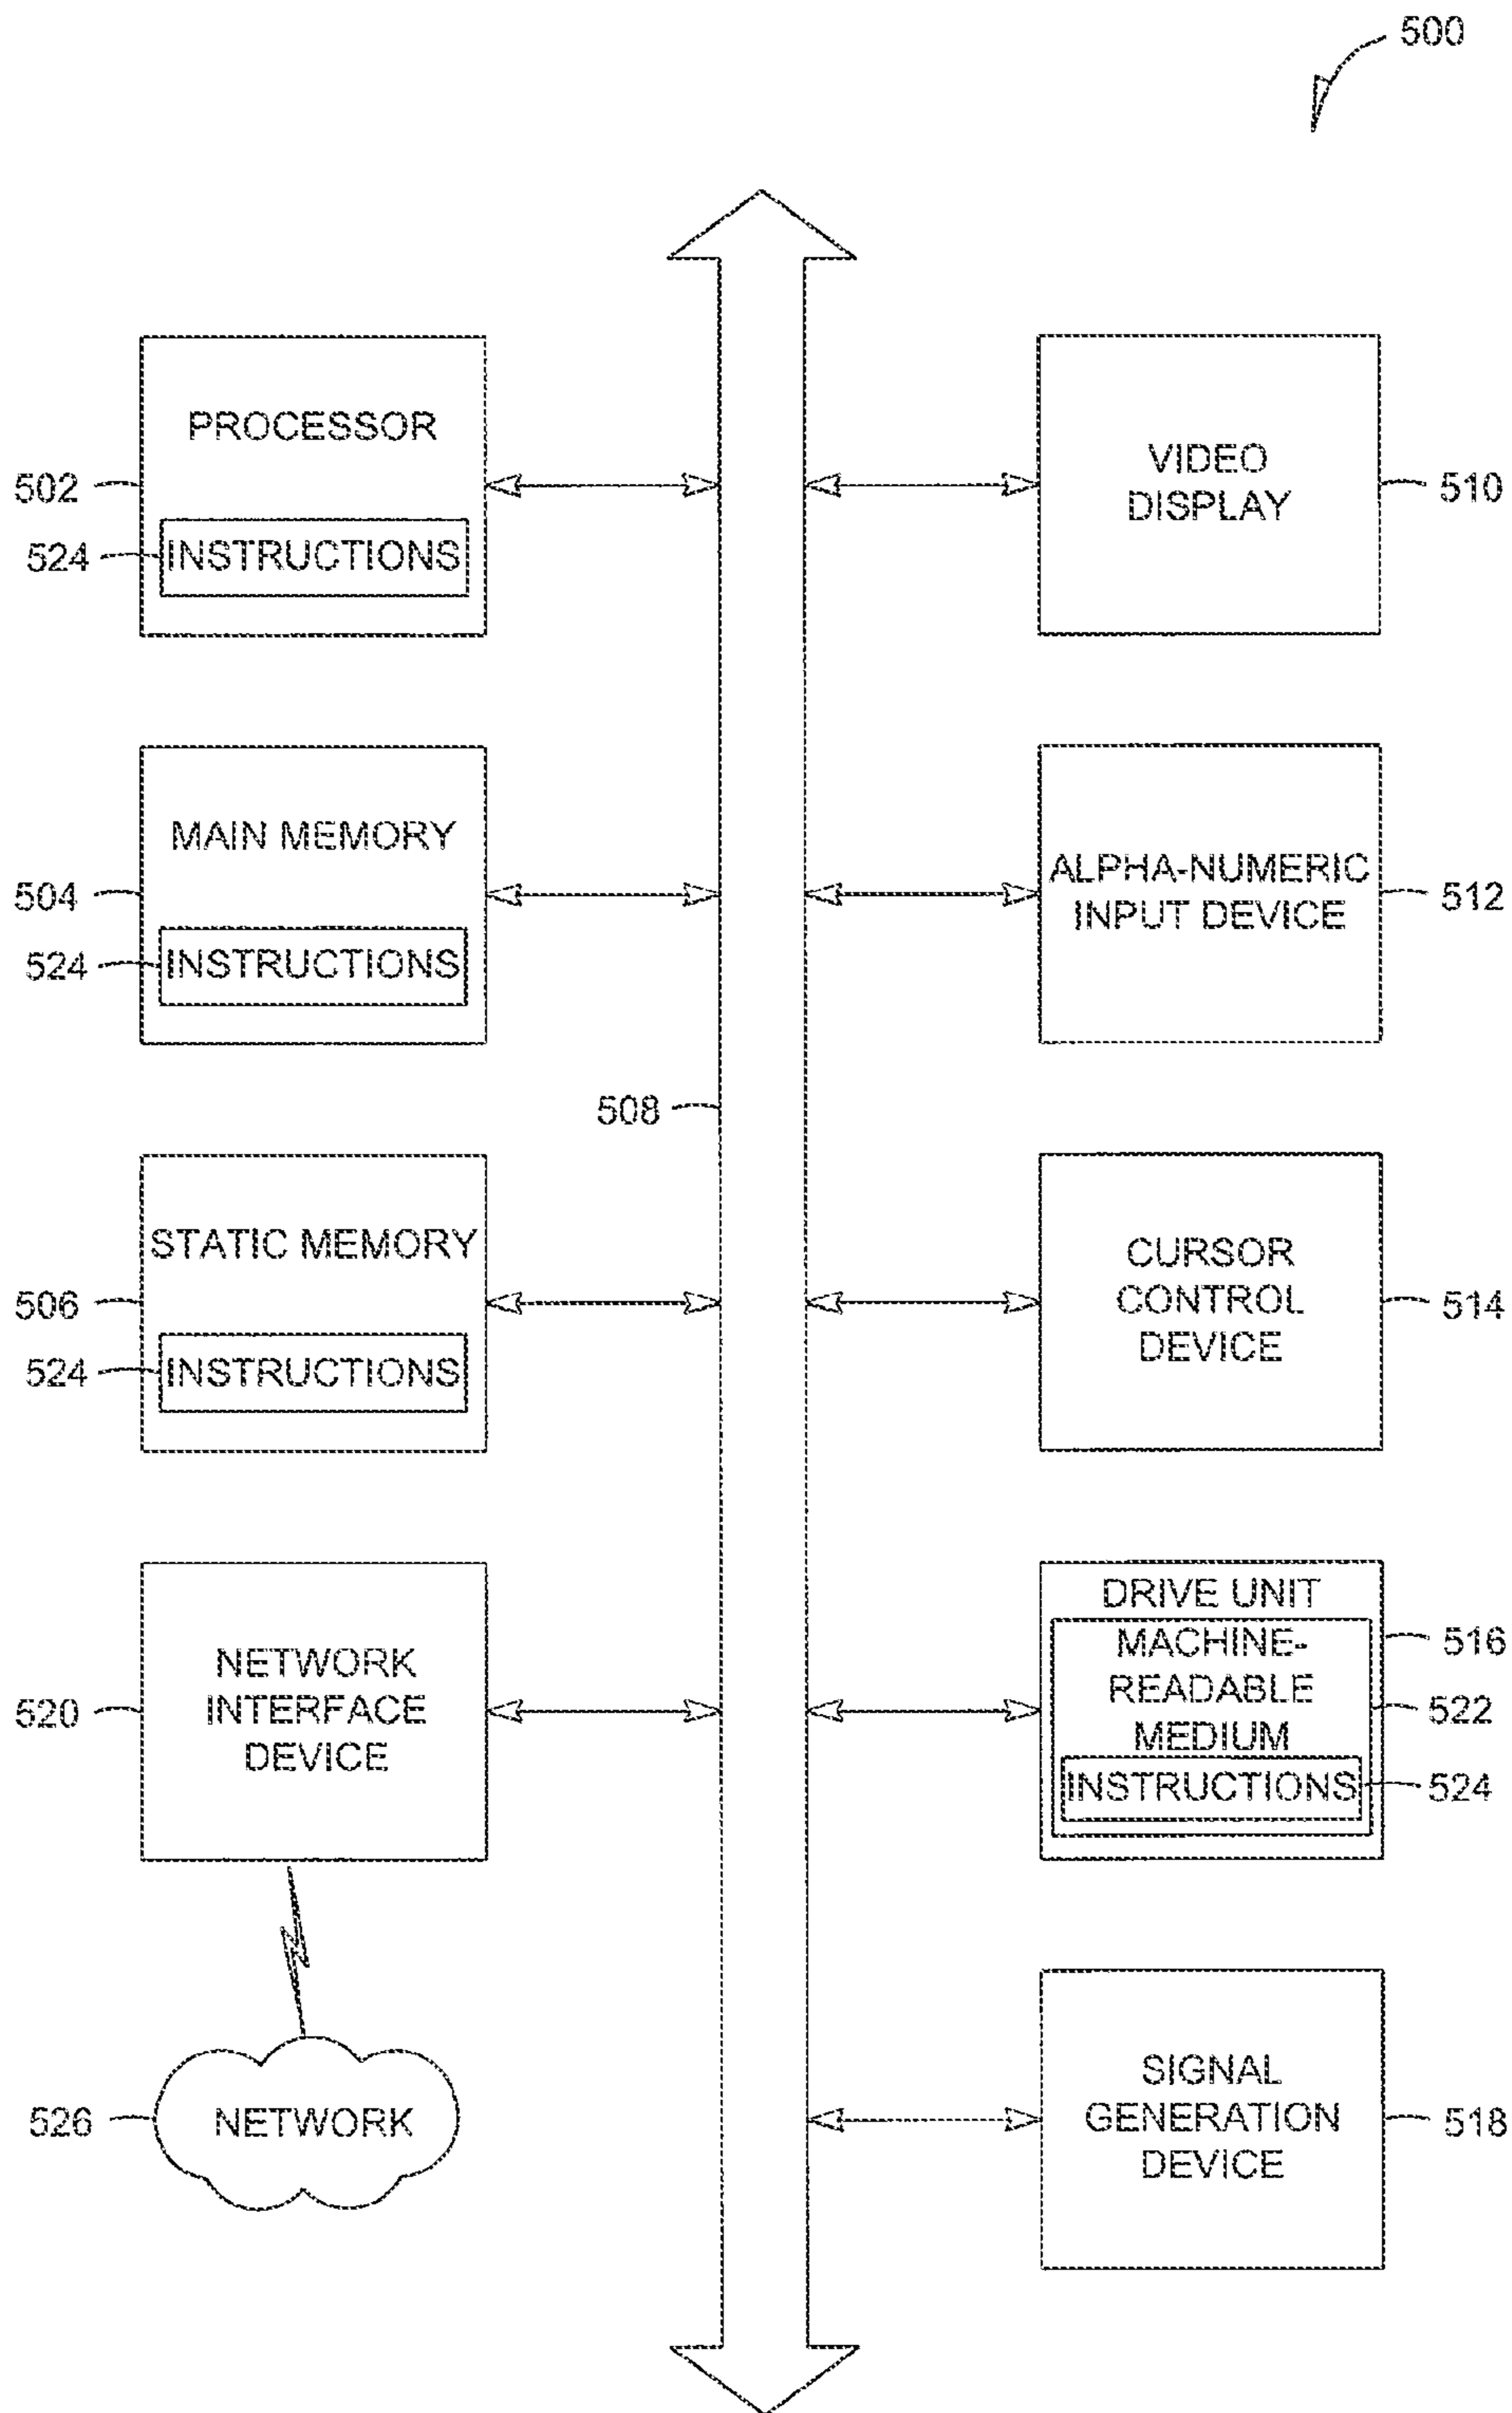 500
PROCESSOR
502
524
INSTRUCTIONS
VIDEO
DISPLAY
510
MAIN MEMORY
504
524
INSTRUCTIONS
ALPHA-NUMERIC
INPUT DEVICE
512
508
STATIC MEMORY
506
524
INSTRUCTIONS
CURSOR
CONTROL
DEVICE
514
NETWORK
INTERFACE
DEVICE
520
DRIVE UNIT
MACHINE-
READABLE
MEDIUM
INSTRUCTIONS
516
522
524
NETWORK
526
SIGNAL
GENERATION
DEVICE
518